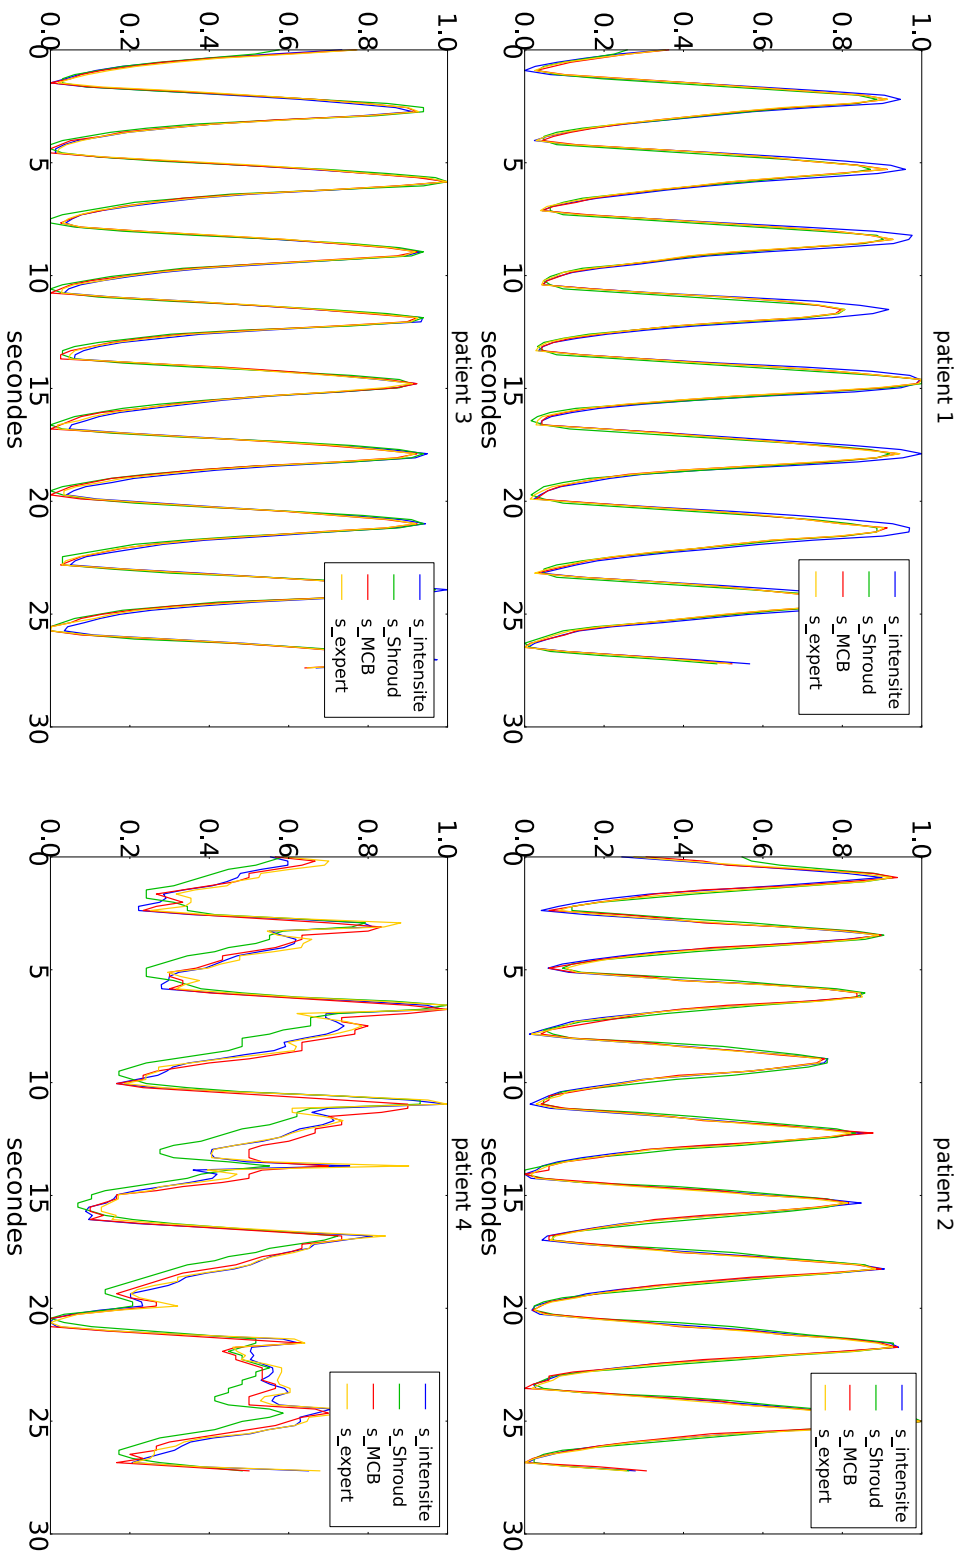 patient 1
1.0
0.8
0.6
0.4
0.2
0.0
0
5
10
15
20
25
30
secondes
s_intensite
s_Shroud
s_MCB
s_expert
patient 2
1.0
0.8
0.6
0.4
0.2
0.0
0
5
10
15
20
25
30
secondes
s_intensite
s_Shroud
s_MCB
s_expert
patient 3
1.0
0.8
0.6
0.4
0.2
0.0
0
5
10
15
20
25
30
secondes
s_intensite
s_Shroud
s_MCB
s_expert
patient 4
1.0
0.8
0.6
0.4
0.2
0.0
0
5
10
15
20
25
30
secondes
s_intensite
s_Shroud
s_MCB
s_expert